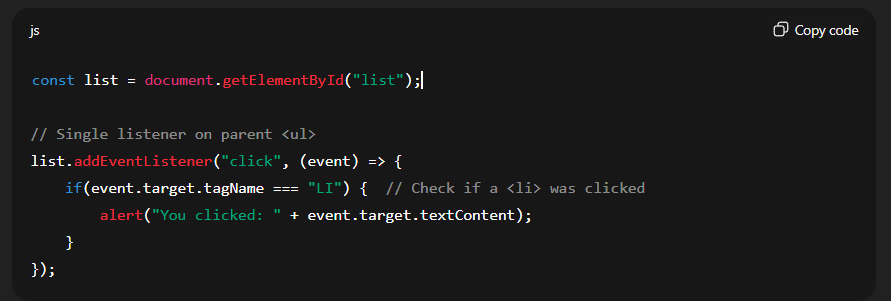 js
Copy code
const list = document.getElementById("list");
// Single listener on parent <ul>
list.addEventListener("click", (event) => {
    if(event.target.tagName === "LI") {  // Check if a <li> was clicked
        alert("You clicked: " + event.target.textContent);
    }
});